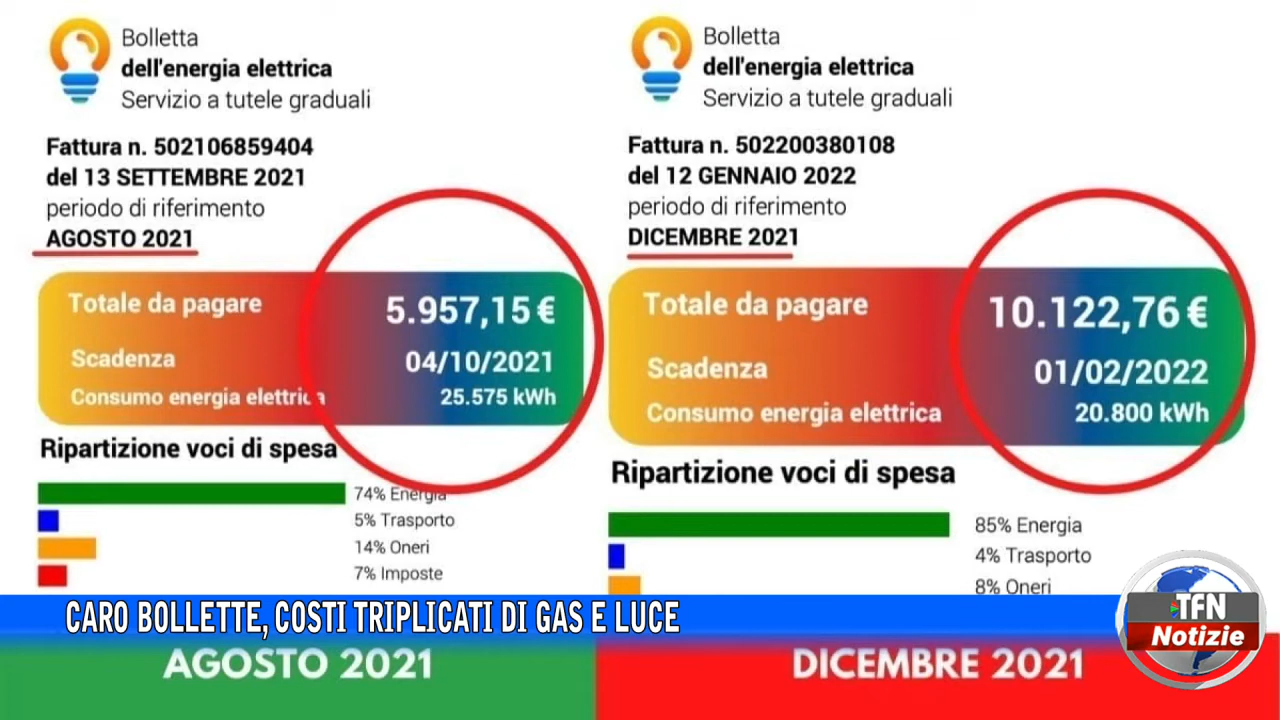 Bolletta
dell'energia elettrica
Servizio a tutele graduali
Fattura n. 502106859404
del 13 SETTEMBRE 2021
periodo di riferimento
AGOSTO 2021
Totale da pagare 5.957,15 €
Scadenza 04/10/2021
Consumo energia elettrica 25.575 kWh
Ripartizione voci di spesa
74% Energia
5% Trasporto
14% Oneri
7% Imposte
Bolletta
dell'energia elettrica
Servizio a tutele graduali
Fattura n. 502200380108
del 12 GENNAIO 2022
periodo di riferimento
DICEMBRE 2021
Totale da pagare 10.122,76 €
Scadenza 01/02/2022
Consumo energia elettrica 20.800 kWh
Ripartizione voci di spesa
85% Energia
4% Trasporto
8% Oneri
CARO BOLLETTE, COSTI TRIPLICATI DI GAS E LUCE
TFN
Notizie
AGOSTO 2021
DICEMBRE 2021